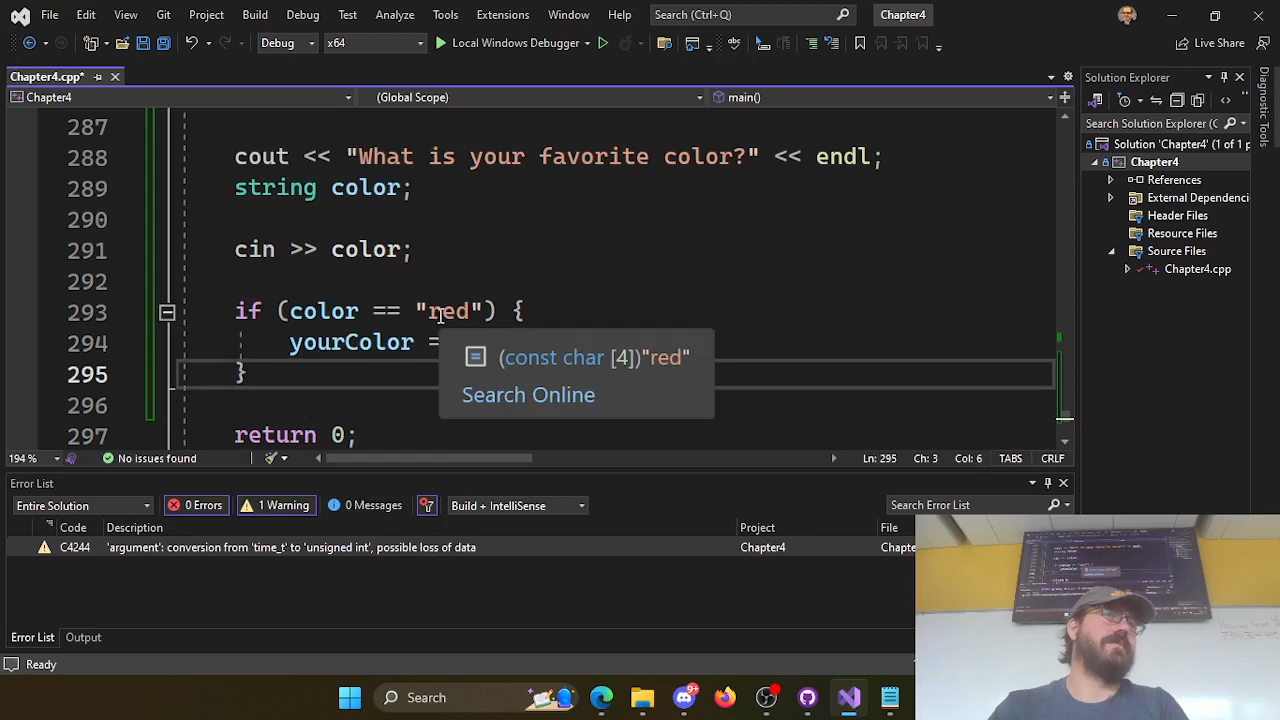 File Edit View Git Project Build Debug Test Analyze Tools Extensions Window Help Search (Ctrl+Q) Chapter4
Debug x64 Local Windows Debugger Live Share
Chapter4.cpp*
Chapter4 (Global Scope) main()
287
288 cout << "What is your favorite color?" << endl;
289 string color;
290
291 cin >> color;
292
293 if (color == "red") {
294 yourColor =
(const char [4])"red"
295 }
Search Online
296
297 return 0;
194 % No issues found Ln: 295 Ch: 3 Col: 6 TABS CRLF
Error List
Entire Solution 0 Errors 1 Warning 0 Messages Build + IntelliSense Search Error List
Code Description Project File
C4244 'argument': conversion from 'time_t' to 'unsigned int', possible loss of data Chapter4 Chapte
Error List Output
Ready
Search 9+
Solution Explorer
Search Solution Explorer (C
Solution 'Chapter4' (1 of 1 p
Chapter4
References
External Dependencie
Header Files
Resource Files
Source Files
Chapter4.cpp
Diagnostic Tools